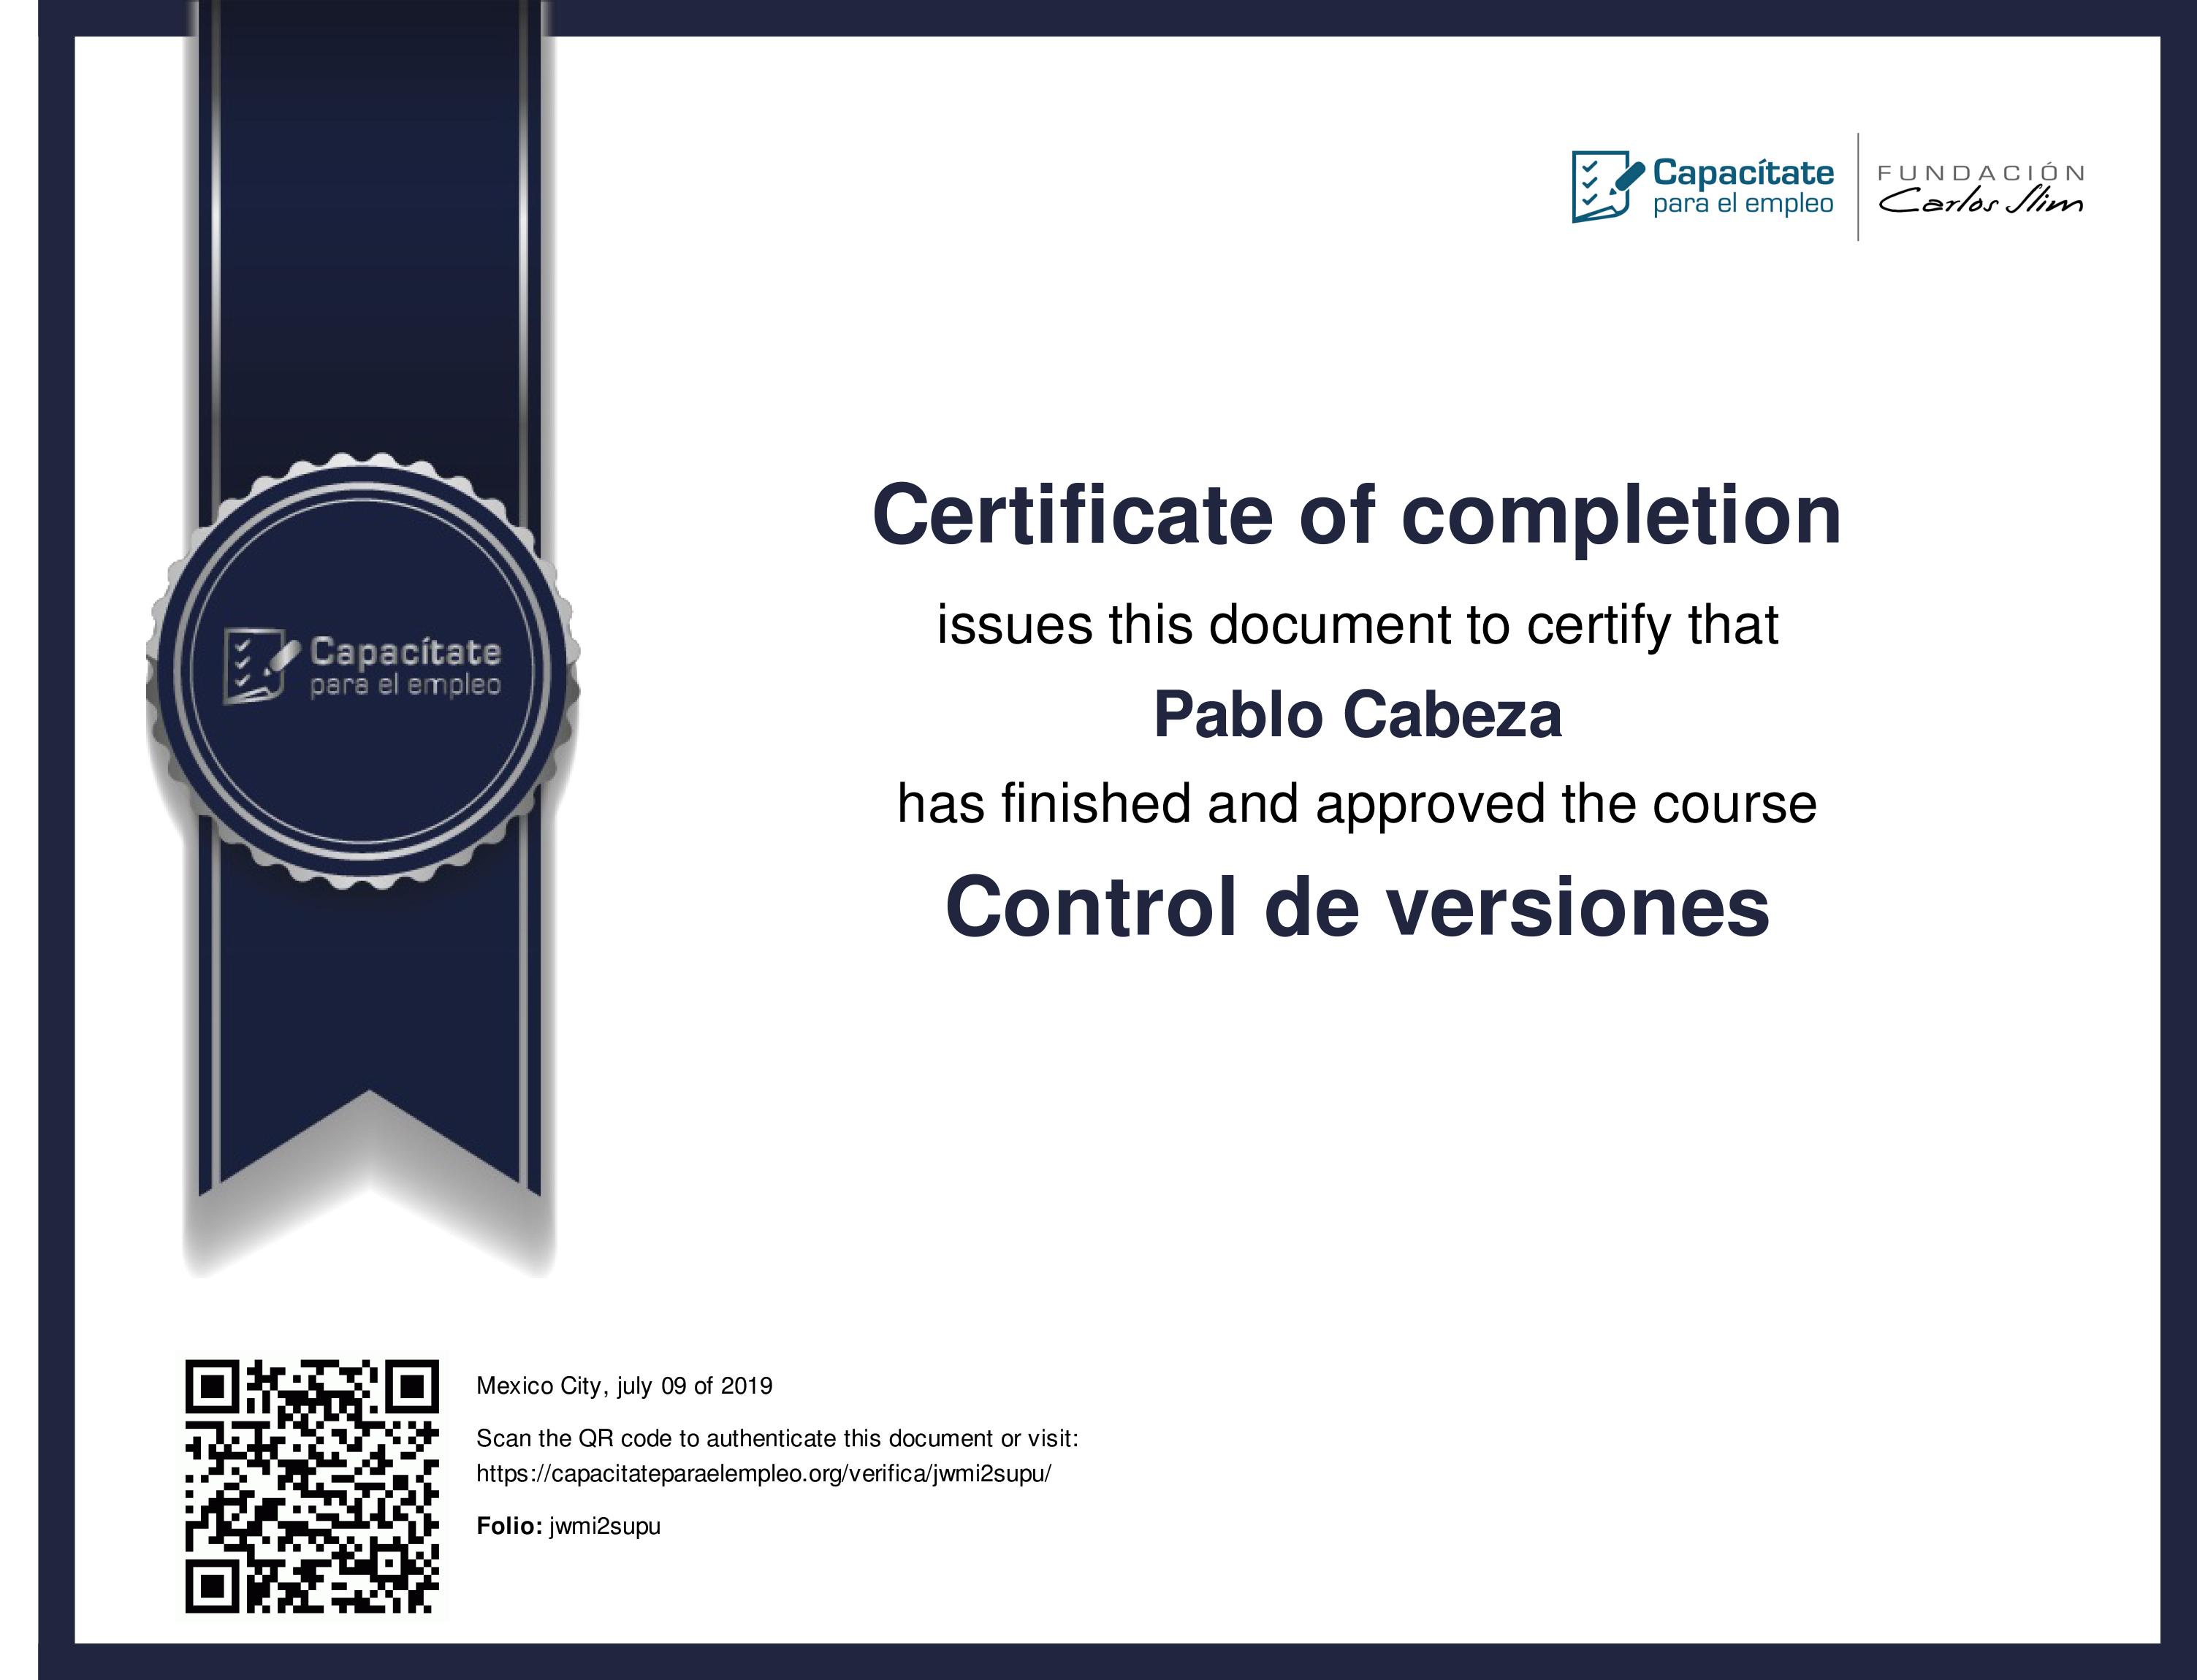 Capacítate
para el empleo
FUNDACIÓN
Carlos Slim
Certificate of completion
issues this document to certify that
Pablo Cabeza
has finished and approved the course
Control de versiones
Capacítate
para el empleo
Mexico City, july 09 of 2019
Scan the QR code to authenticate this document or visit:
https://capacitateparaelempleo.org/verifica/jwmi2supu/
Folio: jwmi2supu